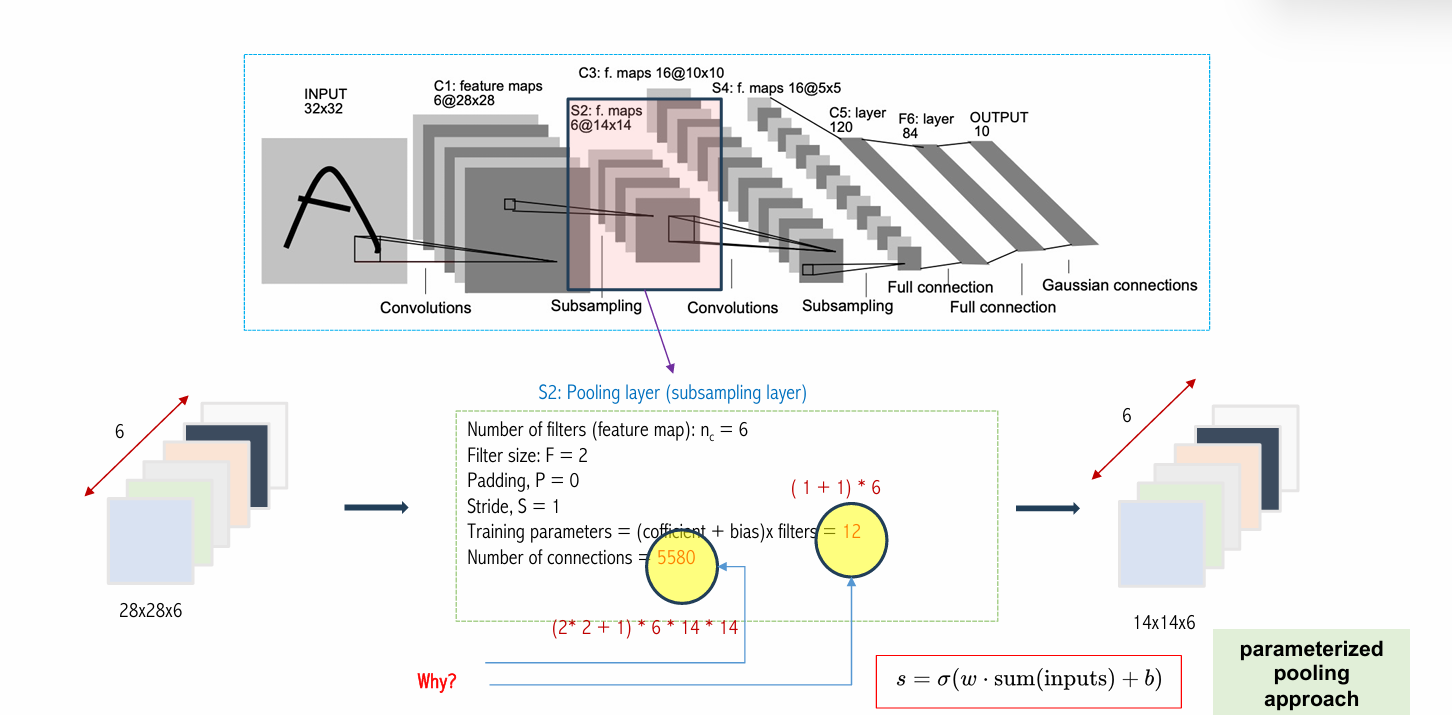 INPUT
32x32
C1: feature maps
6@28x28
C3: f. maps 16@10x10
S2: f. maps
6@14x14
S4: f. maps 16@5x5
C5: layer
120
F6: layer
84
OUTPUT
10
Convolutions
Subsampling
Convolutions
Subsampling
Full connection
Full connection
Gaussian connections
S2: Pooling layer (subsampling layer)
6
28x28x6
Number of filters (feature map): nc = 6
Filter size: F = 2
Padding, P = 0
Stride, S = 1
( 1 + 1) * 6
Training parameters = (cofficient + bias)x filters = 12
Number of connections = 5580
(2* 2 + 1) * 6 * 14 * 14
Why?
6
14x14x6
s = σ(w · sum(inputs) + b)
parameterized
pooling
approach